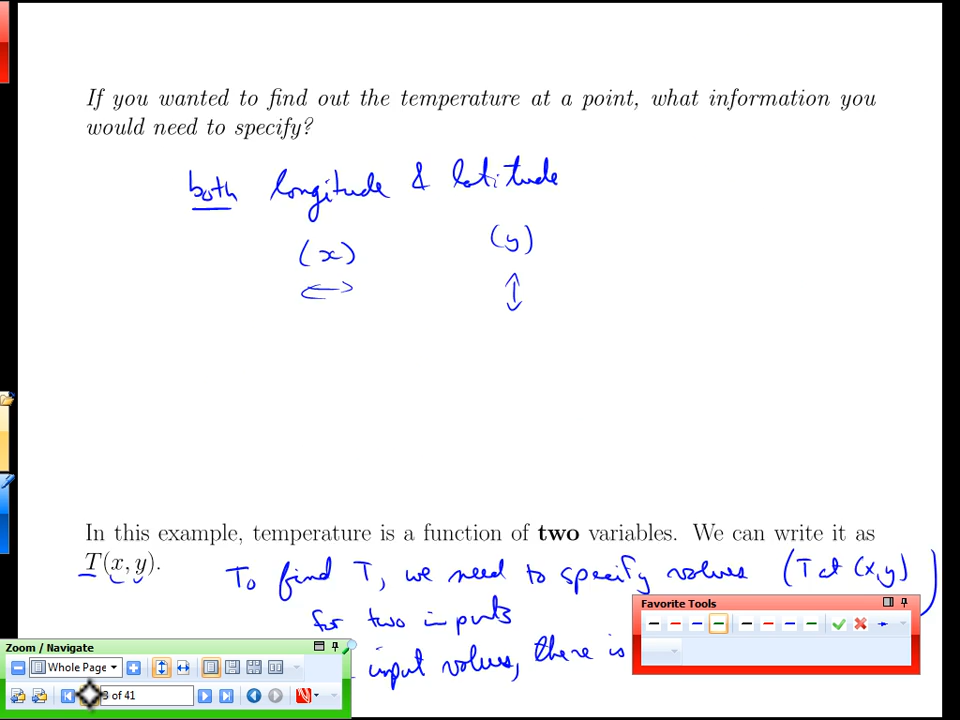 If you wanted to find out the temperature at a point, what information you
would need to specify?
both longitude & latitude
(x) (y)
In this example, temperature is a function of two variables. We can write it as
T(x, y).
To find T, we need to specify values (T at (x,y)
for two inputs
input values, there is
Favorite Tools
Zoom / Navigate
Whole Page
3 of 41